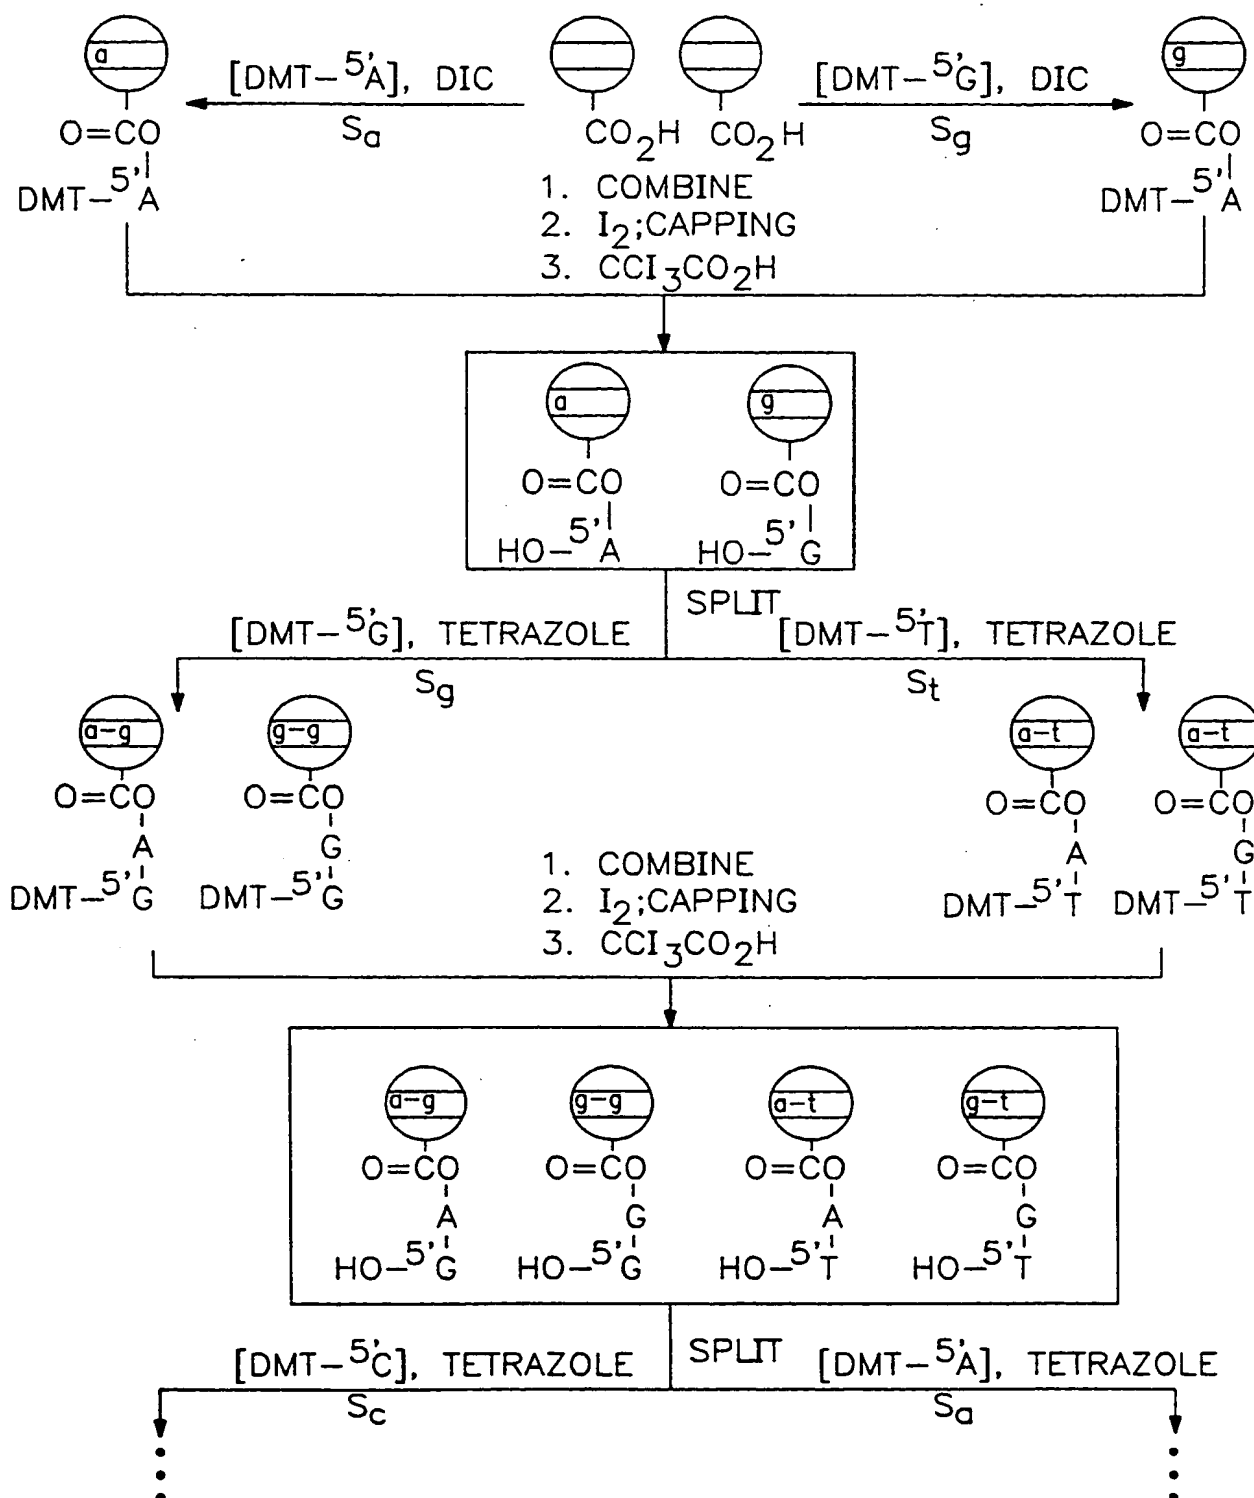 a
g
[DMT-5'A], DIC
[DMT-5'G], DIC
Sa
Sg
O=CO
CO2H
CO2H
O=CO
DMT-5'A
DMT-5'A
1. COMBINE
2. I2;CAPPING
3. CCI3CO2H
a
g
O=CO
O=CO
HO-5'A
HO-5'G
SPLIT
[DMT-5'G], TETRAZOLE
[DMT-5'T], TETRAZOLE
Sg
St
a-g
g-g
a-t
a-t
O=CO
O=CO
O=CO
O=CO
A
G
A
G
DMT-5'G
DMT-5'G
DMT-5'T
DMT-5'T
1. COMBINE
2. I2;CAPPING
3. CCI3CO2H
a-g
g-g
a-t
g-t
O=CO
O=CO
O=CO
O=CO
A
G
A
G
HO-5'G
HO-5'G
HO-5'T
HO-5'T
SPLIT
[DMT-5'C], TETRAZOLE
[DMT-5'A], TETRAZOLE
Sc
Sa